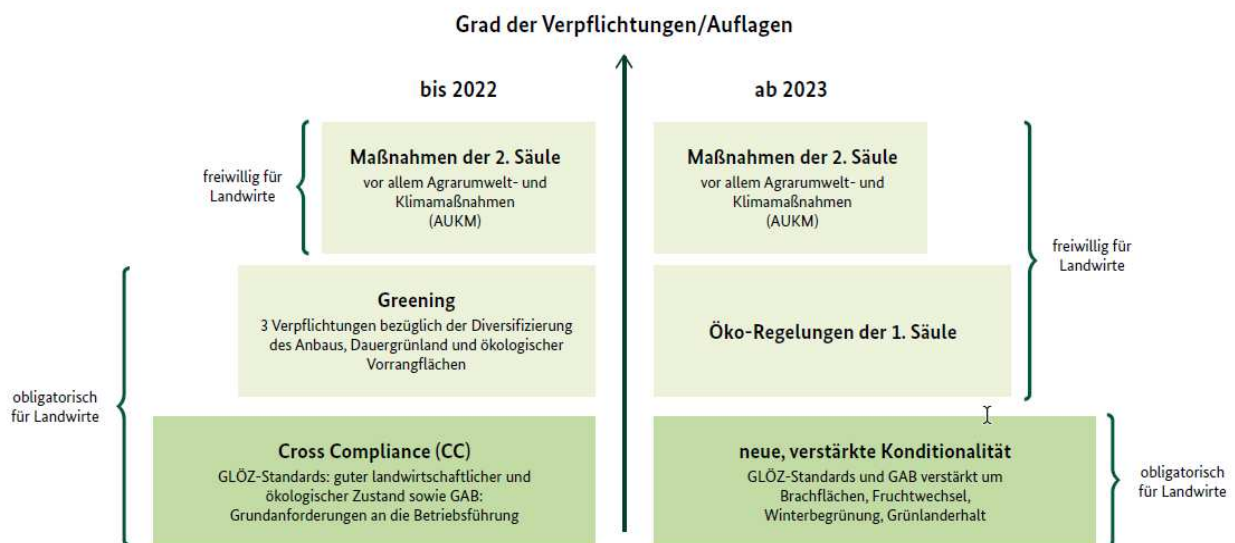 Grad der Verpflichtungen/Auflagen
bis 2022
Maßnahmen der 2. Säule
vor allem Agrarumwelt- und
Klimamaßnahmen
(AUKM)
freiwillig für
Landwirte
Greening
3 Verpflichtungen bezüglich der Diversifizierung
des Anbaus, Dauergrünland und ökologischer
Vorrangflächen
obligatorisch
für Landwirte
Cross Compliance (CC)
GLÖZ-Standards: guter landwirtschaftlicher und
ökologischer Zustand sowie GAB:
Grundanforderungen an die Betriebsführung
ab 2023
Maßnahmen der 2. Säule
vor allem Agrarumwelt- und
Klimamaßnahmen
(AUKM)
freiwillig für
Landwirte
Öko-Regelungen der 1. Säule
neue, verstärkte Konditionalität
GLÖZ-Standards und GAB verstärkt um
Brachflächen, Fruchtwechsel,
Winterbegrünung, Grünlanderhalt
obligatorisch
für Landwirte